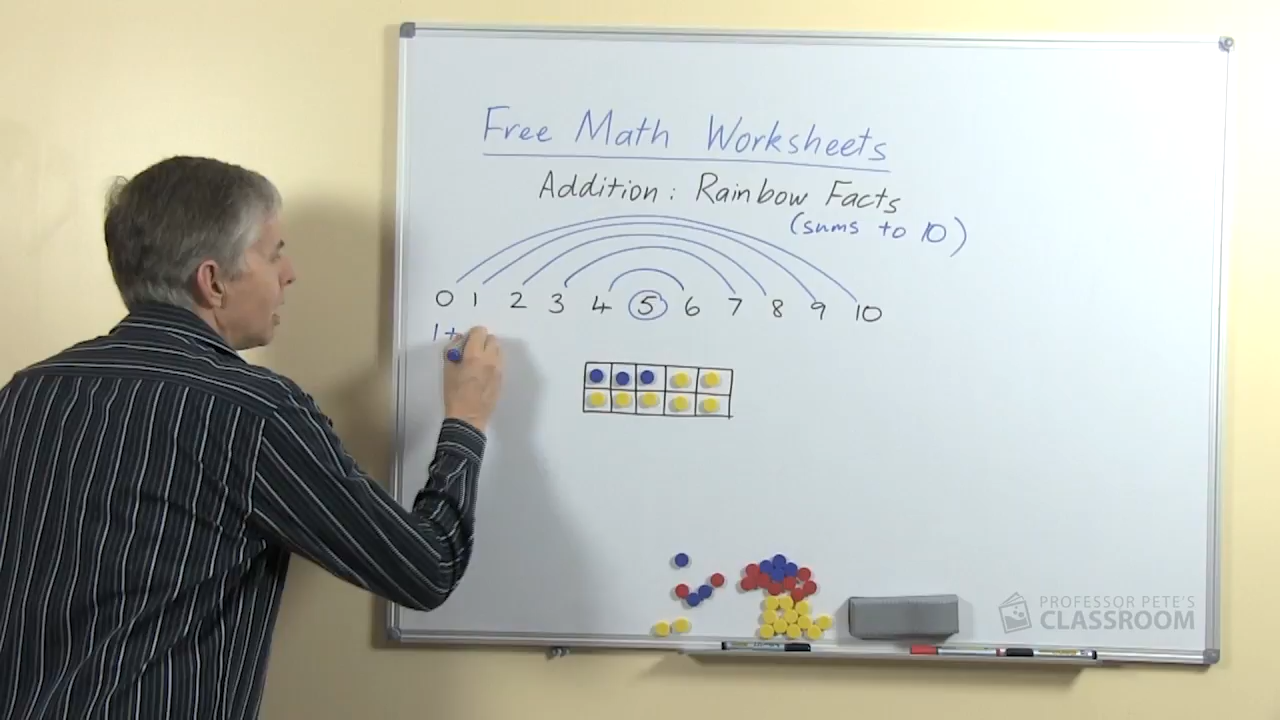 Free Math Worksheets
Addition: Rainbow Facts
(sums to 10)
0 1 2 3 4 5 6 7 8 9 10
1+
PROFESSOR PETE'S
CLASSROOM